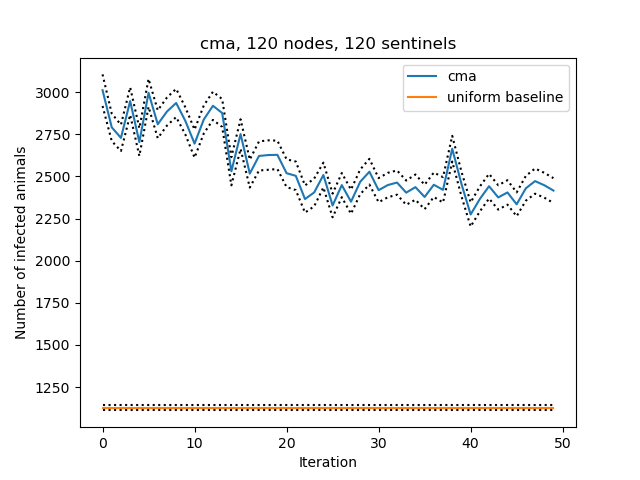 cma, 120 nodes, 120 sentinels
cma
uniform baseline
Number of infected animals
3000
2750
2500
2250
2000
1750
1500
1250
0 10 20 30 40 50
Iteration